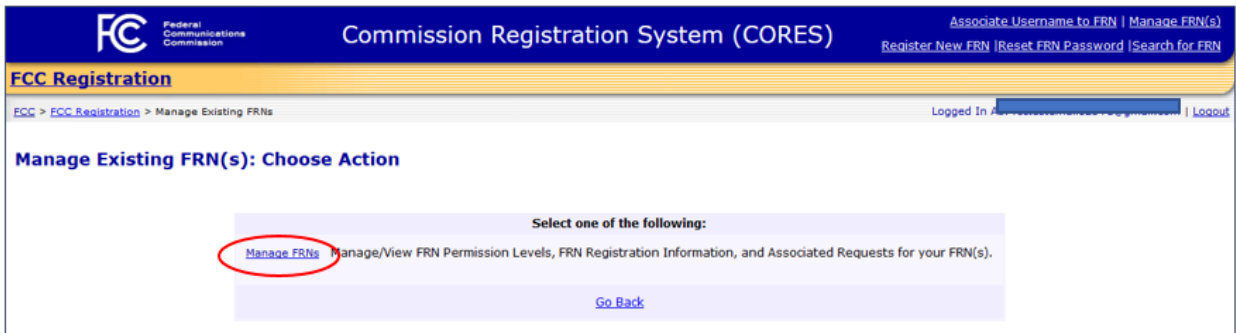 FCC Federal Communications Commission
Commission Registration System (CORES)
Associate Username to FRN | Manage FRN(s)
Register New FRN |Reset FRN Password |Search for FRN
FCC Registration
FCC > FCC Registration > Manage Existing FRNs
Logged In | Logout
Manage Existing FRN(s): Choose Action
Select one of the following:
Manage FRNs Manage/View FRN Permission Levels, FRN Registration Information, and Associated Requests for your FRN(s).
Go Back